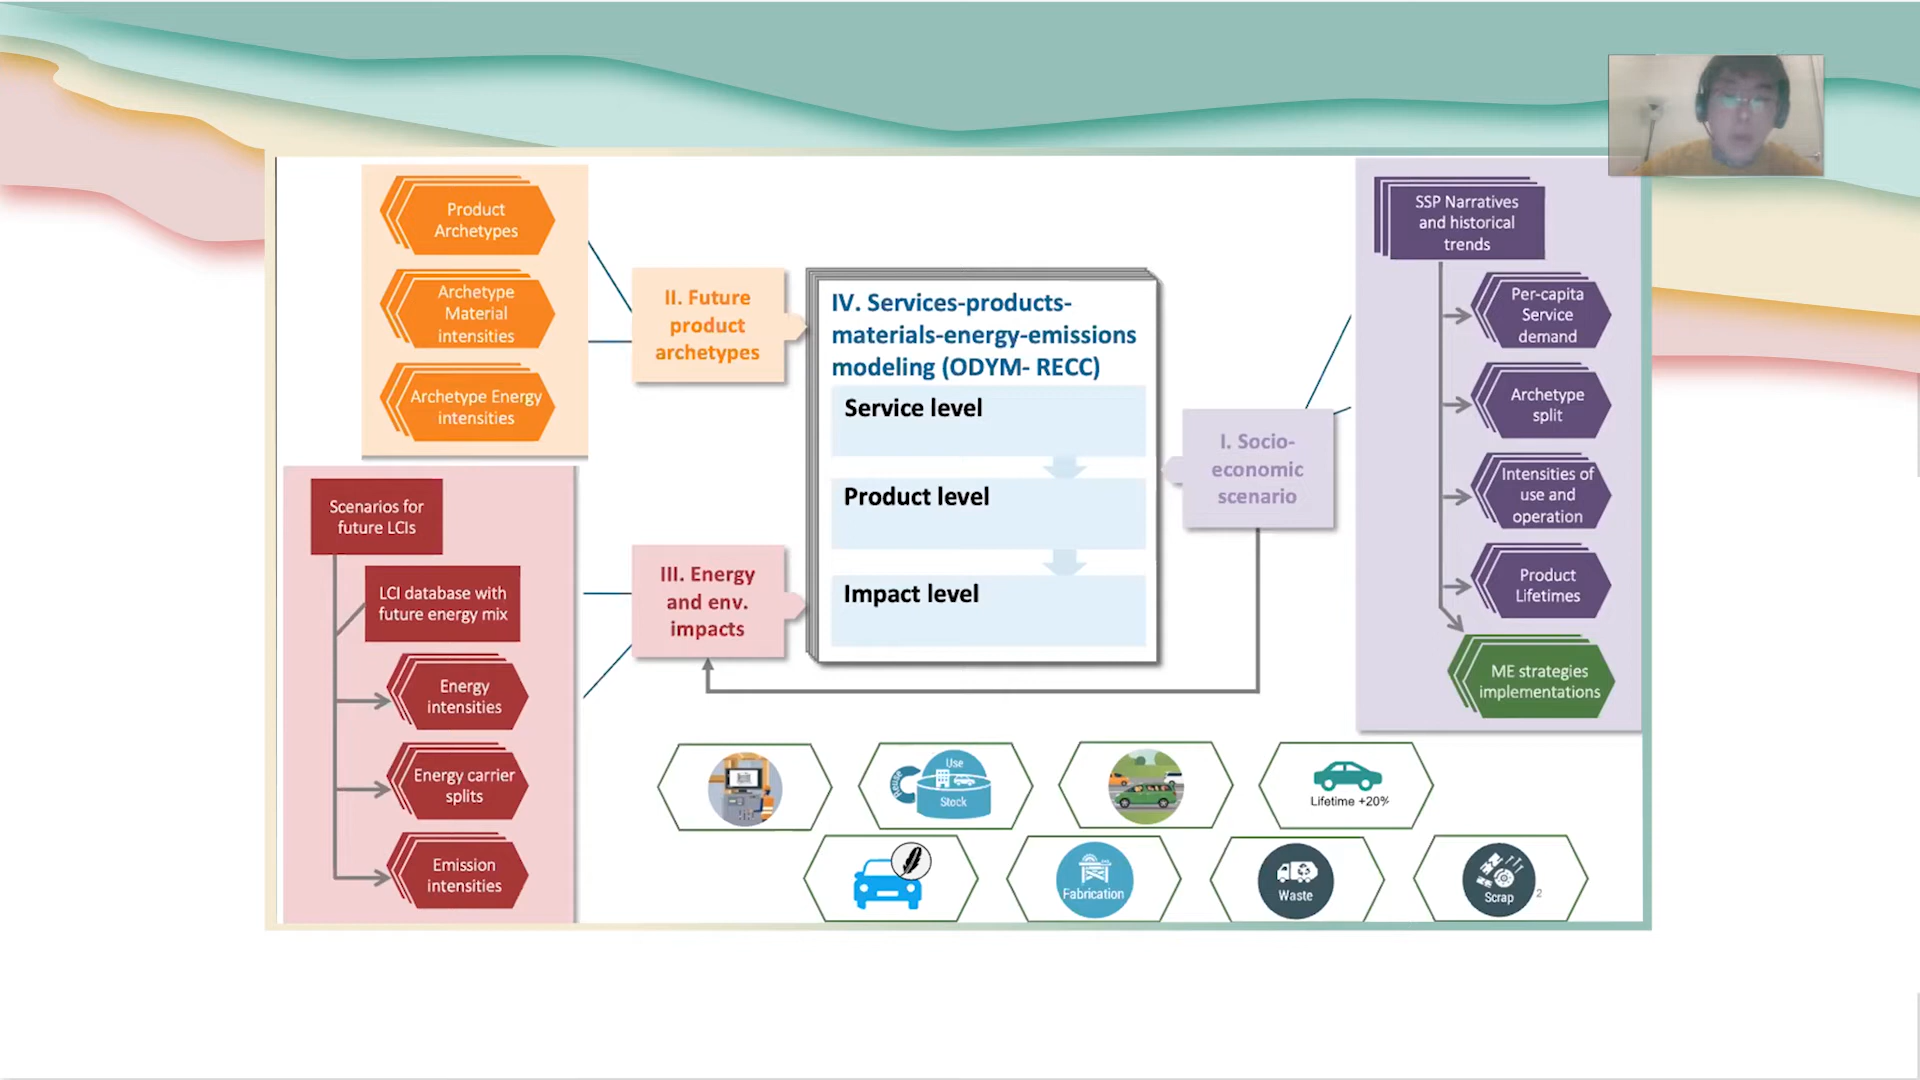 Product
Archetypes
Archetype
Material
intensities
Archetype Energy
intensities
II. Future
product
archetypes
Scenarios for
future LCIs
LCI database with
future energy mix
Energy
intensities
Energy carrier
splits
Emission
intensities
III. Energy
and env.
impacts
IV. Services-products-
materials-energy-emissions
modeling (ODYM- RECC)
Service level
Product level
Impact level
I. Socio-
economic
scenario
SSP Narratives
and historical
trends
Per-capita
Service
demand
Archetype
split
Intensities of
use and
operation
Product
Lifetimes
ME strategies
implementations
Reuse
Use
Stock
Lifetime +20%
Fabrication
Waste
Scrap
2